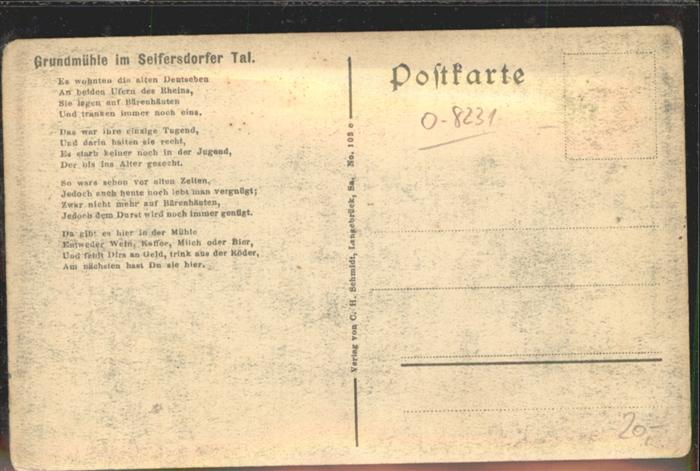 Grundmühle im Seifersdorfer Tal.
Es wohnten die alten Deutschen
An beiden Ufern des Rheins,
Sie lagen auf Bärenhäuten
Und tranken immer noch eins.
Das war ihre einzige Tugend,
Und darin hatten sie recht,
Es starb keiner noch in der Jugend,
Der bis ins Alter gezecht.
So wars schon vor alten Zeiten,
Jedoch auch heute noch lebt man vergnügt;
Zwar nicht mehr auf Bärenhäuten,
Jedoch dem Durst wird noch immer genügt.
Da gibt es hier in der Mühle
Entweder Wein, Kaffee, Milch oder Bier,
Und fehlt Dirs an Geld, trink aus der Röder,
Am nächsten hast Du sie hier.
Verlag von C. H. Schmidt, Langebrück, Sa. No. 105 e
Postkarte
O-8231
20,-